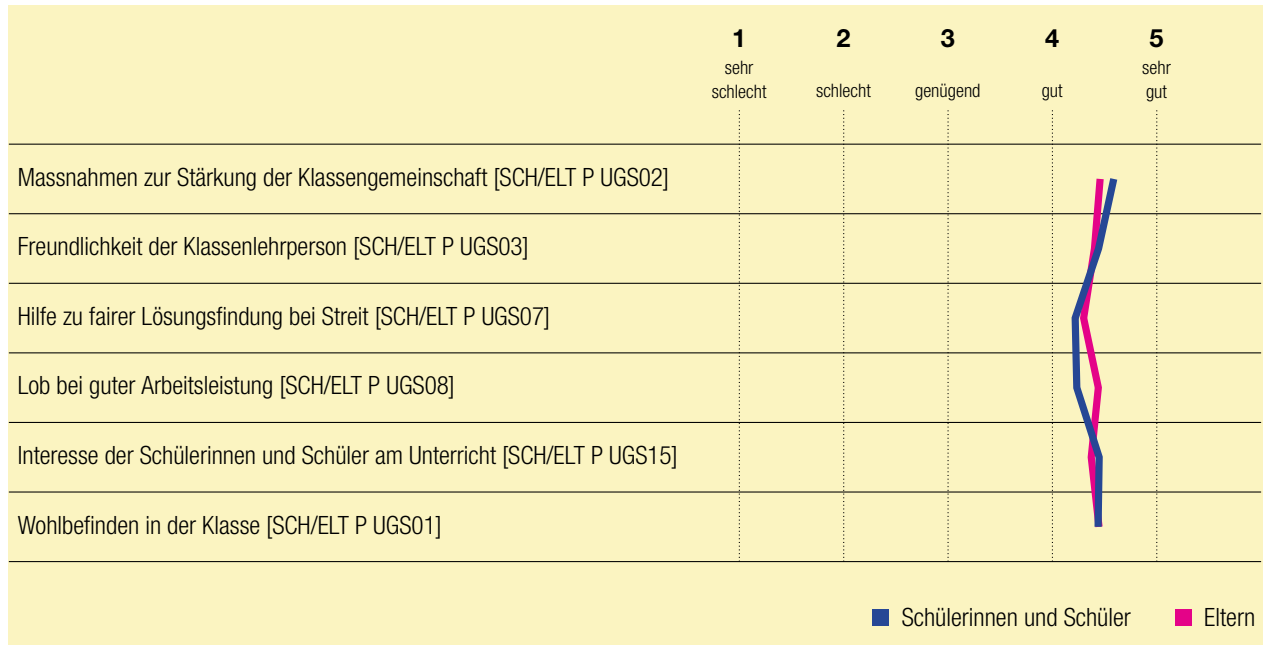 1 2 3 4 5
sehr schlecht schlecht genügend gut sehr gut
Massnahmen zur Stärkung der Klassengemeinschaft [SCH/ELT P UGS02]
Freundlichkeit der Klassenlehrperson [SCH/ELT P UGS03]
Hilfe zu fairer Lösungsfindung bei Streit [SCH/ELT P UGS07]
Lob bei guter Arbeitsleistung [SCH/ELT P UGS08]
Interesse der Schülerinnen und Schüler am Unterricht [SCH/ELT P UGS15]
Wohlbefinden in der Klasse [SCH/ELT P UGS01]
Schülerinnen und Schüler Eltern